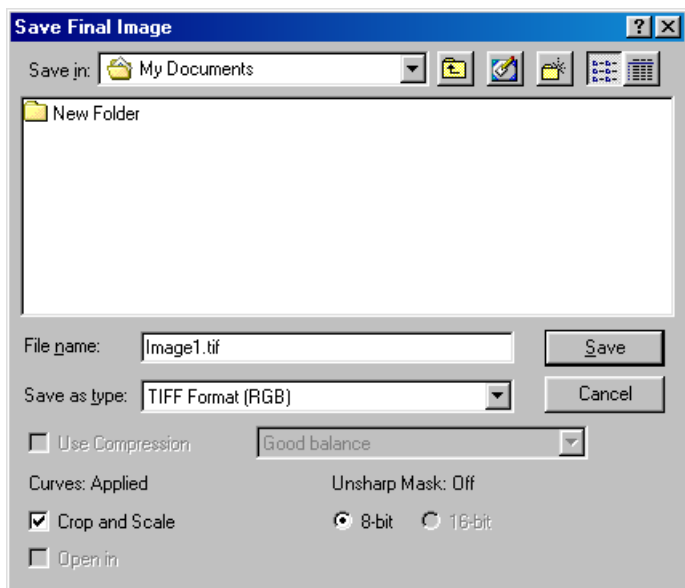 Save Final Image
Save in: My Documents
New Folder
File name: Image1.tif Save
Save as type: TIFF Format (RGB) Cancel
Use Compression Good balance
Curves: Applied Unsharp Mask: Off
Crop and Scale 8-bit 16-bit
Open in